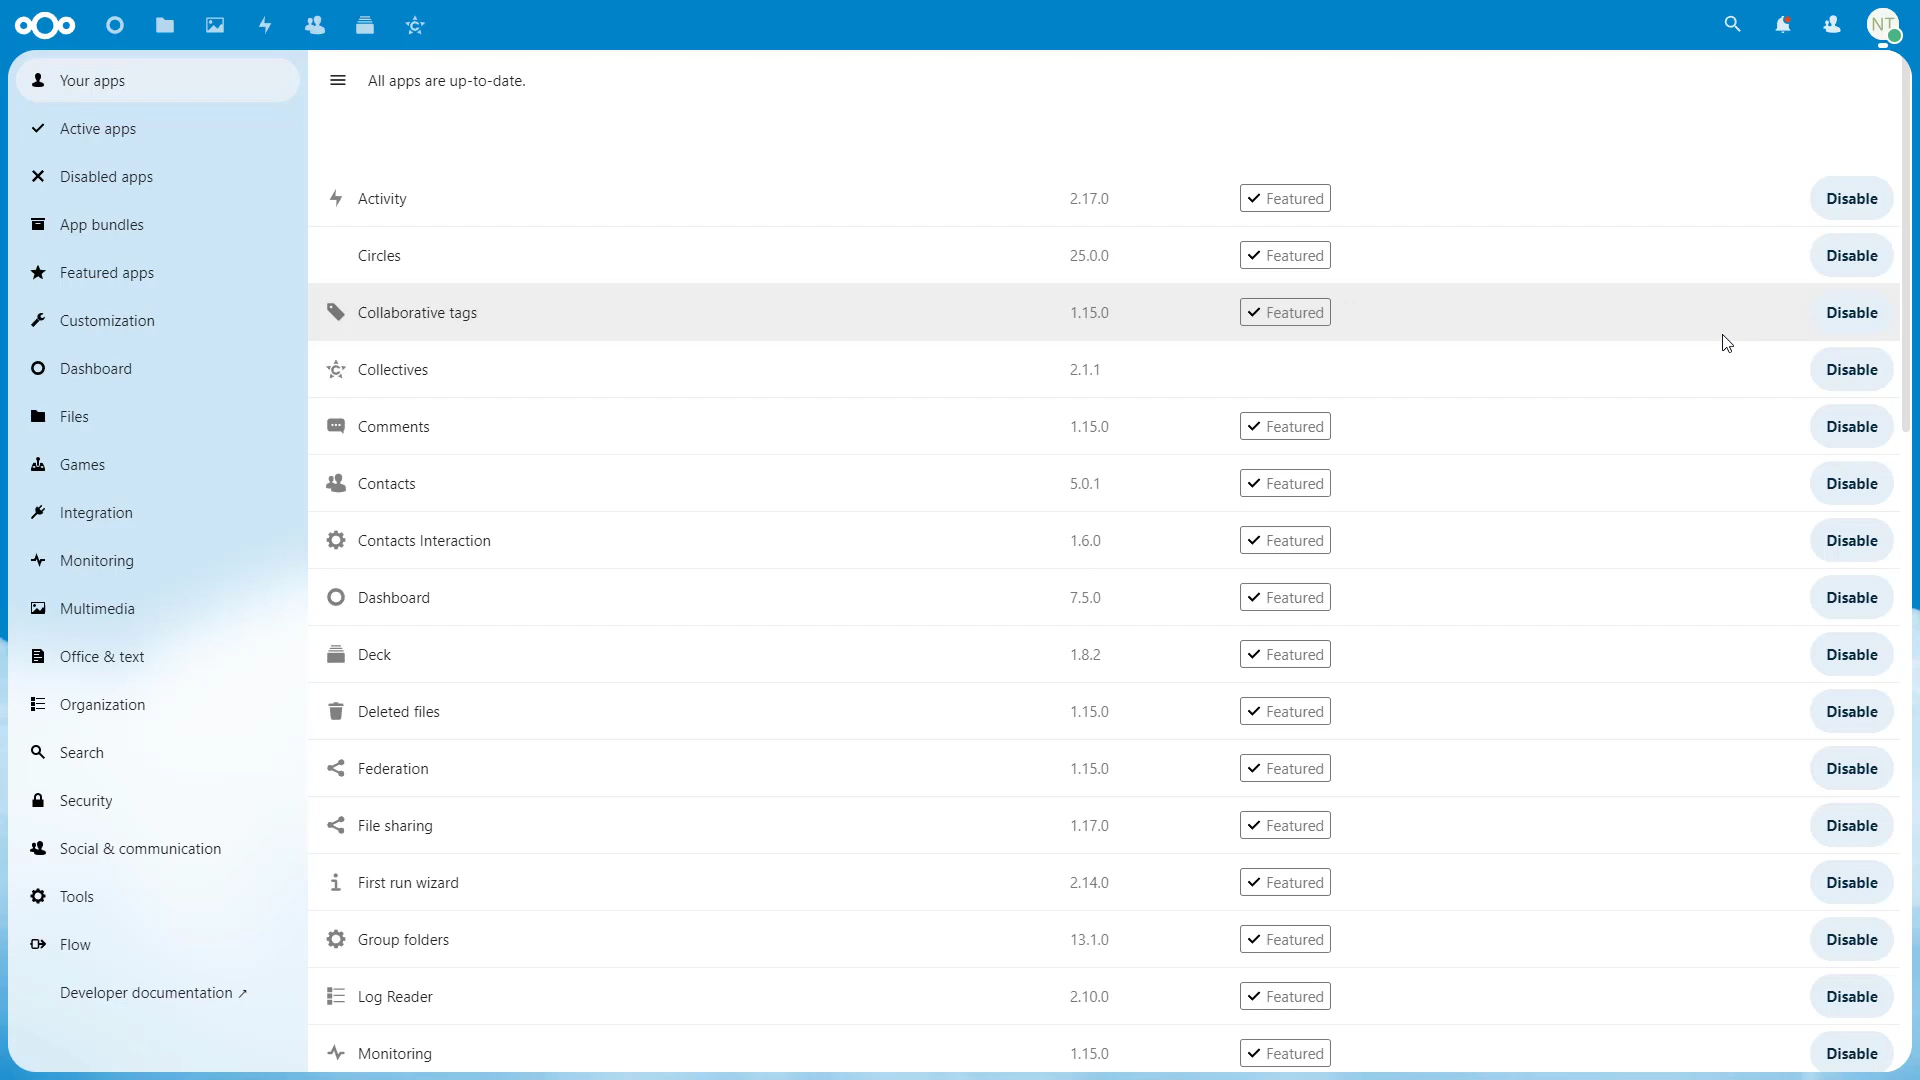 NT
Your apps
Active apps
Disabled apps
App bundles
Featured apps
Customization
Dashboard
Files
Games
Integration
Monitoring
Multimedia
Office & text
Organization
Search
Security
Social & communication
Tools
Flow
Developer documentation ↗
All apps are up-to-date.
Activity 2.17.0 Featured Disable
Circles 25.0.0 Featured Disable
Collaborative tags 1.15.0 Featured Disable
Collectives 2.1.1 Disable
Comments 1.15.0 Featured Disable
Contacts 5.0.1 Featured Disable
Contacts Interaction 1.6.0 Featured Disable
Dashboard 7.5.0 Featured Disable
Deck 1.8.2 Featured Disable
Deleted files 1.15.0 Featured Disable
Federation 1.15.0 Featured Disable
File sharing 1.17.0 Featured Disable
First run wizard 2.14.0 Featured Disable
Group folders 13.1.0 Featured Disable
Log Reader 2.10.0 Featured Disable
Monitoring 1.15.0 Featured Disable